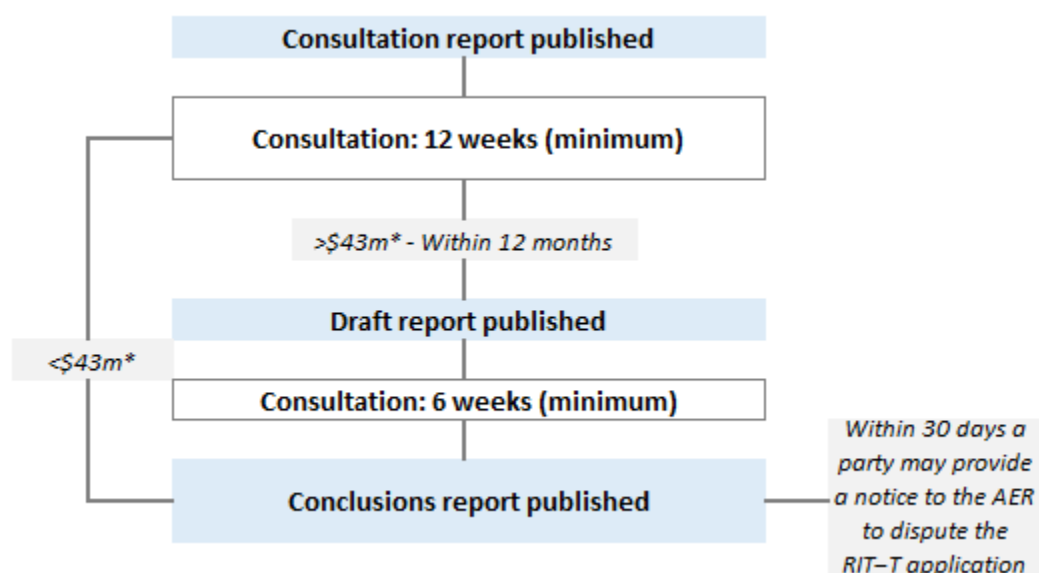 Consultation report published
Consultation: 12 weeks (minimum)
>$43m* - Within 12 months
Draft report published
<$43m*
Consultation: 6 weeks (minimum)
Conclusions report published
Within 30 days a
party may provide
a notice to the AER
to dispute the
RIT–T application